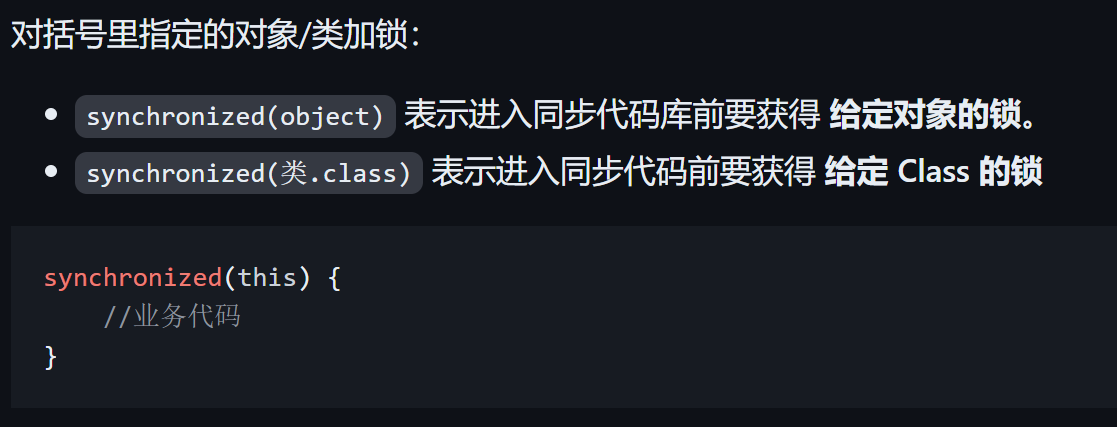 对括号里指定的对象/类加锁：
synchronized(object) 表示进入同步代码库前要获得 给定对象的锁。
synchronized(类.class) 表示进入同步代码前要获得 给定 Class 的锁
synchronized(this) {
    //业务代码
}